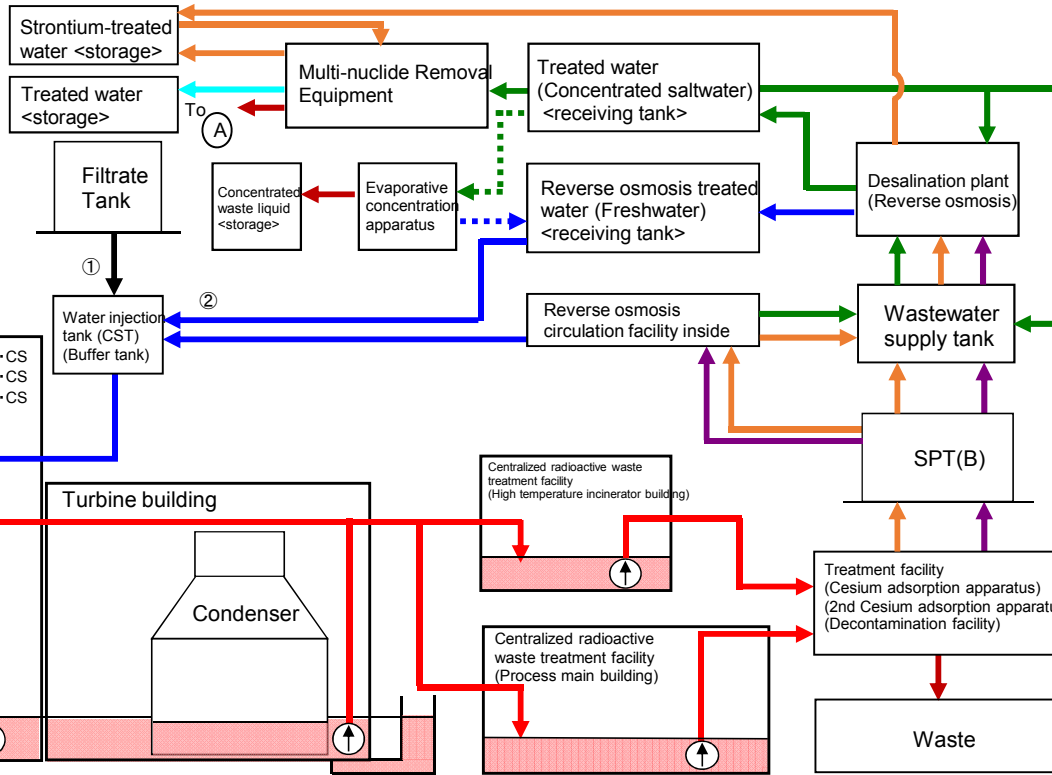 Strontium-treated
water <storage>
Treated water
<storage>
To
A
Multi-nuclide Removal
Equipment
Treated water
(Concentrated saltwater)
<receiving tank>
Filtrate
Tank
Concentrated
waste liquid
<storage>
Evaporative
concentration
apparatus
Reverse osmosis treated
water (Freshwater)
<receiving tank>
Desalination plant
(Reverse osmosis)
①
②
Water injection
tank (CST)
(Buffer tank)
Reverse osmosis
circulation facility inside
Wastewater
supply tank
・CS
・CS
・CS
SPT(B)
Turbine building
Condenser
Centralized radioactive waste
treatment facility
(High temperature incinerator building)
Centralized radioactive
waste treatment facility
(Process main building)
Treatment facility
(Cesium adsorption apparatus)
(2nd Cesium adsorption apparatu
(Decontamination facility)
Waste